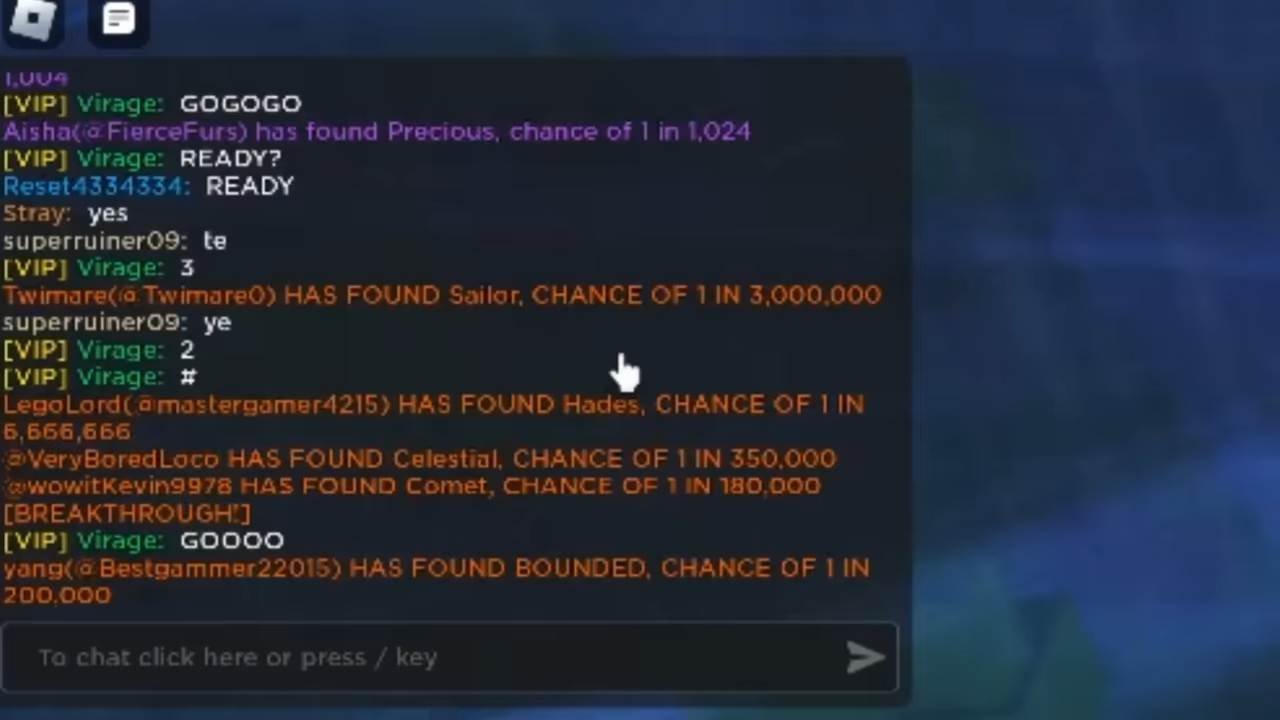 1,004
[VIP] Virage: GOGOGO
Aisha(@FierceFurs) has found Precious, chance of 1 in 1,024
[VIP] Virage: READY?
Reset4334334: READY
Stray: yes
superruiner09: te
[VIP] Virage: 3
Twimare(@Twimare0) HAS FOUND Sailor, CHANCE OF 1 IN 3,000,000
superruiner09: ye
[VIP] Virage: 2
[VIP] Virage: #
LegoLord(@mastergamer4215) HAS FOUND Hades, CHANCE OF 1 IN
6,666,666
@VeryBoredLoco HAS FOUND Celestial, CHANCE OF 1 IN 350,000
@wowitKevin9978 HAS FOUND Comet, CHANCE OF 1 IN 180,000
[BREAKTHROUGH!]
[VIP] Virage: GOOOO
yang(@Bestgammer22015) HAS FOUND BOUNDED, CHANCE OF 1 IN
200,000
To chat click here or press / key